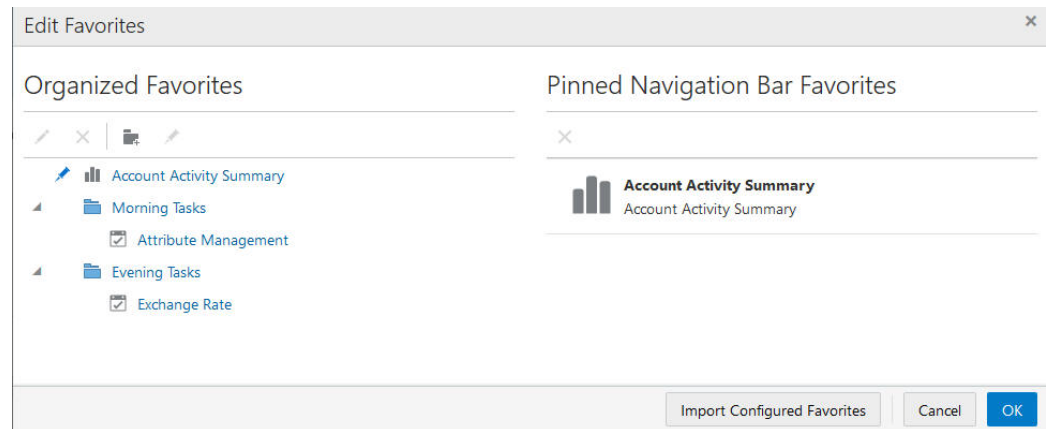 Edit Favorites
Organized Favorites
Pinned Navigation Bar Favorites
Account Activity Summary
Morning Tasks
Attribute Management
Evening Tasks
Exchange Rate
Account Activity Summary
Account Activity Summary
Import Configured Favorites
Cancel
OK